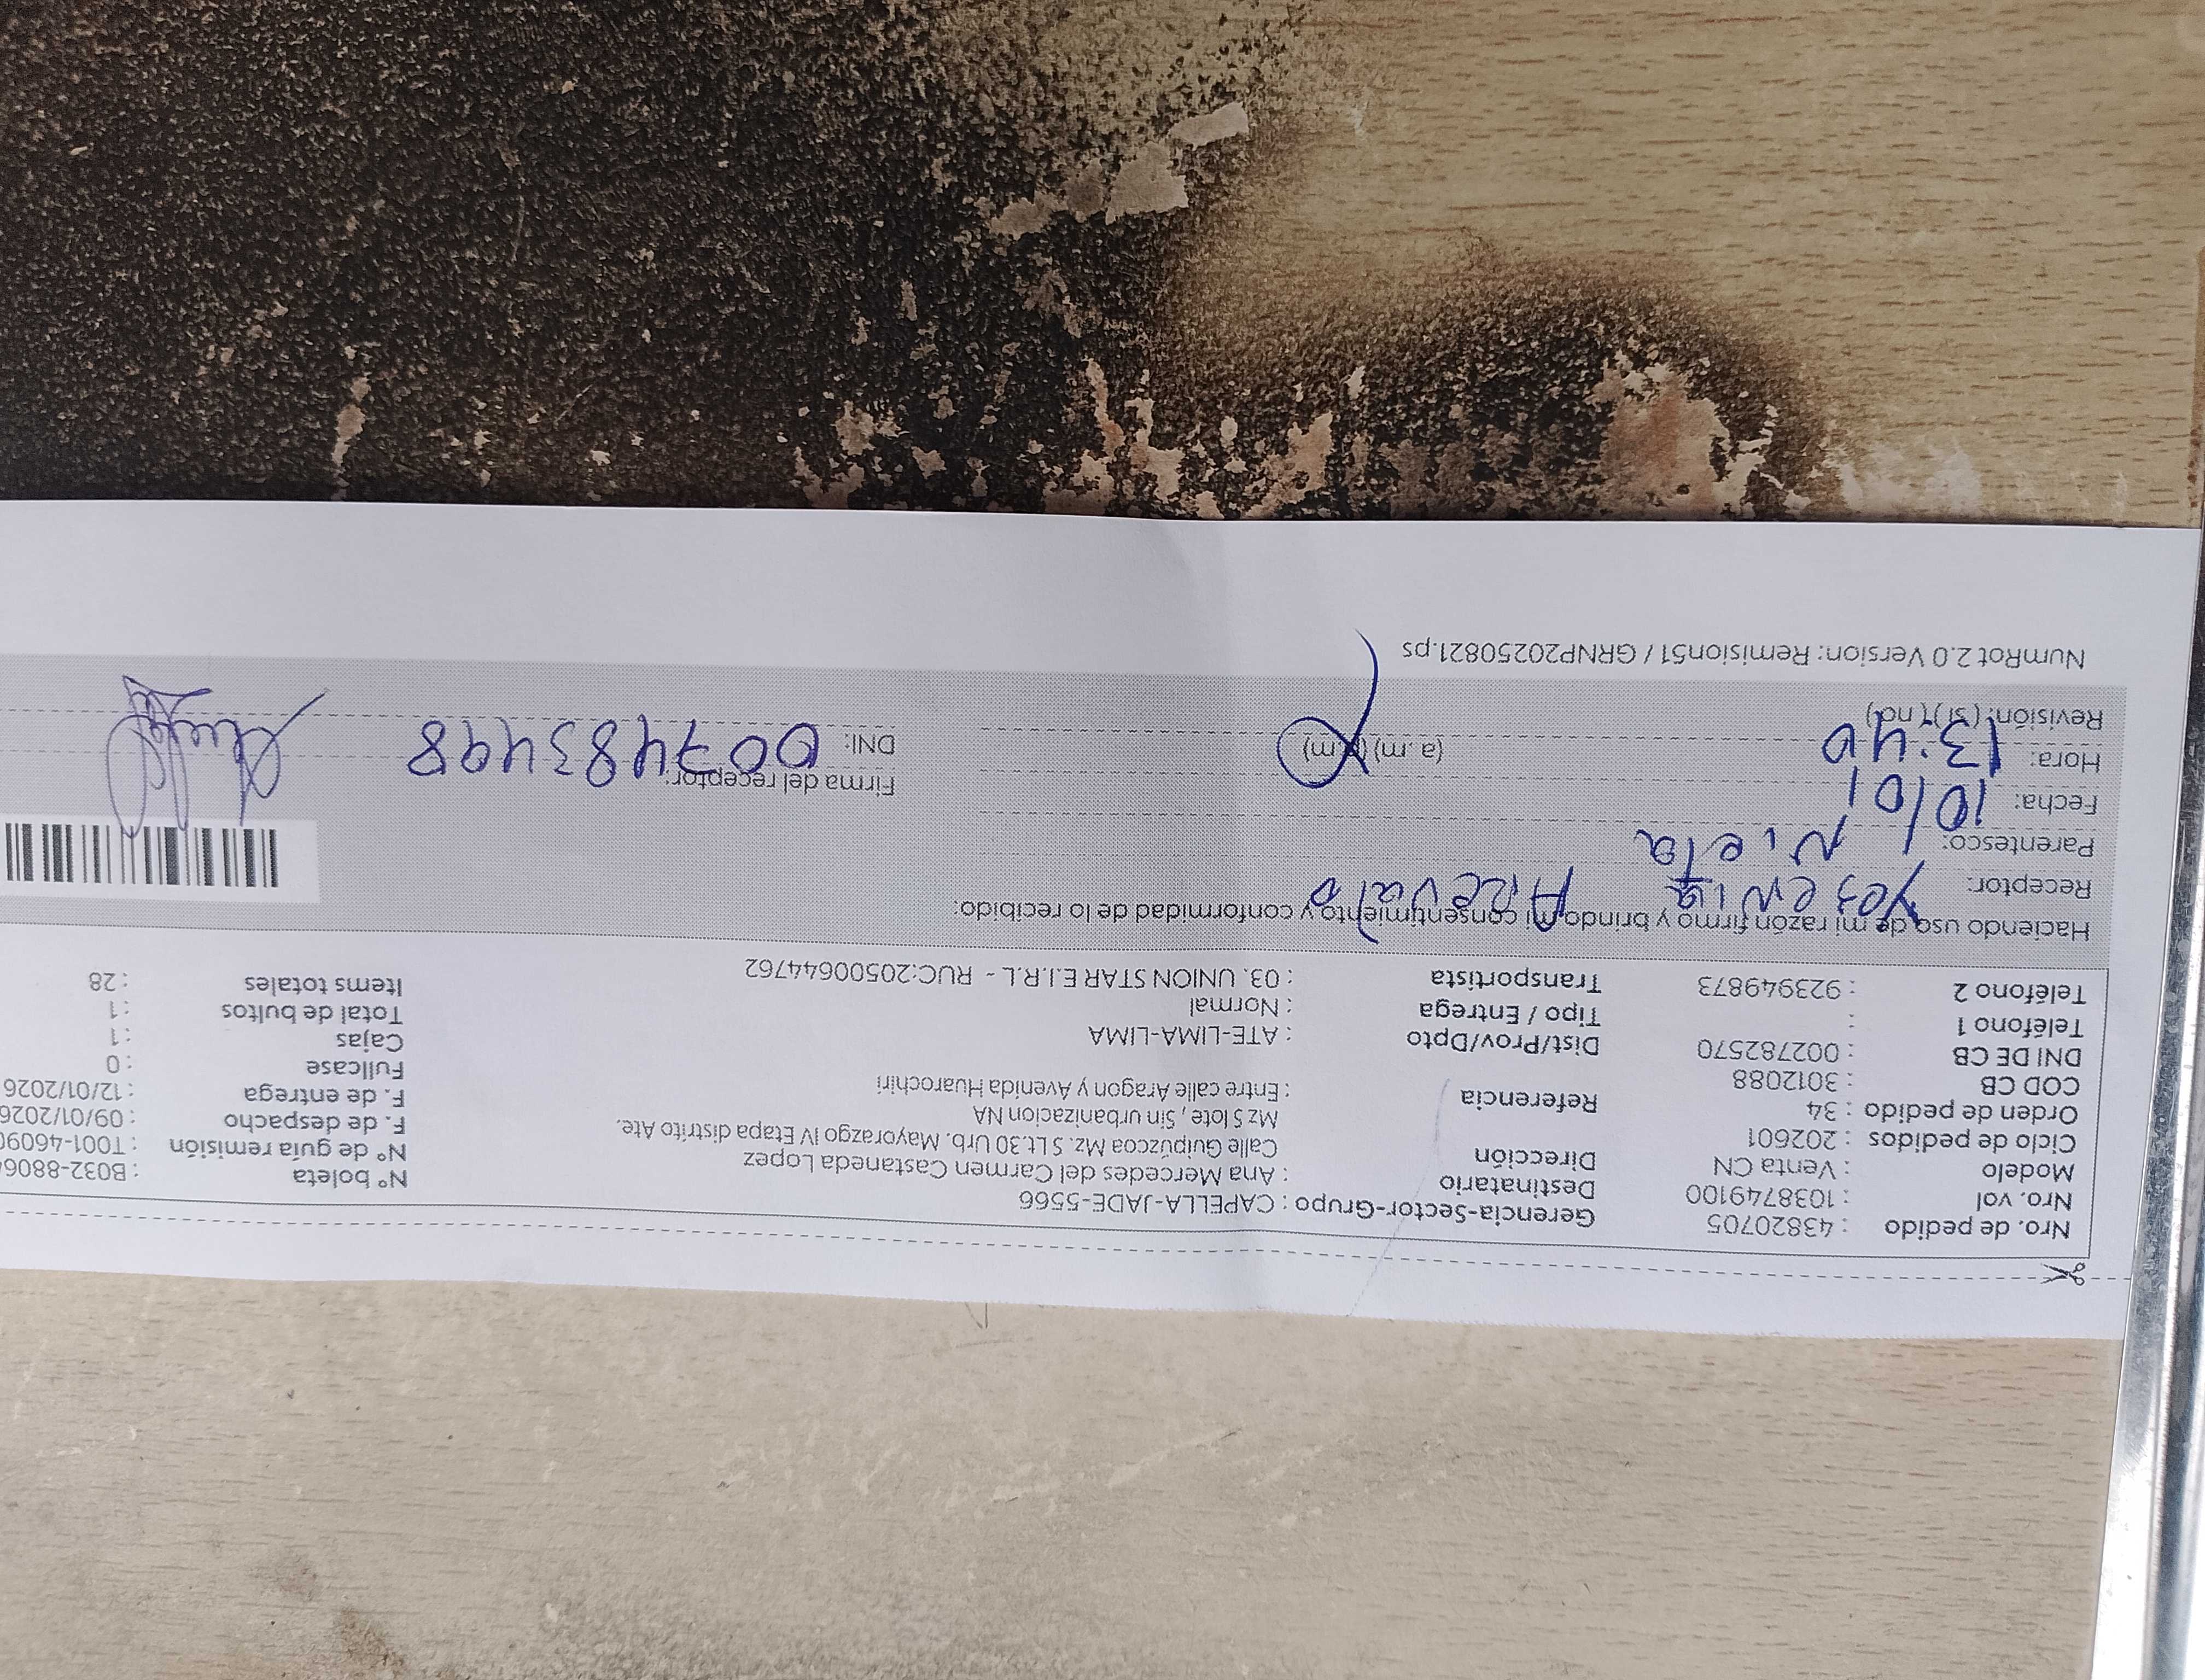 Nro. de pedido : 43820705 Gerencia-Sector-Grupo : CAPELLA-JADE-5566 N° boleta : B032-8806
Nro. vol : 1038749100 Destinatario : Ana Mercedes del Carmen Castaneda Lopez N° de guía remisión : T001-4609
Modelo : Venta CN Dirección Calle Guipúzcoa Mz. S Lt.30 Urb. Mayorazgo IV Etapa distrito Ate. F. de despacho : 09/01/2026
Ciclo de pedidos : 202601 Mz S lote , Sin urbanizacion NA F. de entrega : 12/01/2026
Orden de pedido : 34 Referencia : Entre calle Aragon y Avenida Huarochiri Fullcase : 0
COD CB : 3012088 Cajas : 1
DNI DE CB : 002782570 Dist/Prov/Dpto : ATE-LIMA-LIMA Total de bultos : 1
Teléfono 1 : Tipo / Entrega : Normal Items totales : 28
Teléfono 2 : 923949873 Transportista : 03. UNION STAR E.I.R.L - RUC:20500644762
Haciendo uso de mi razón firmo y brindo mi consentimiento y conformidad de lo recibido:
Receptor: Yesenia Arevalo
Parentesco: Nieta
Fecha: 10/01 Firma del receptor:
Hora: 13:40 (a.m) (p.m) DNI: 007483498
Revisión: (si) (no)
NumRot 2.0 Version: Remision51 / GRNP20250821.ps